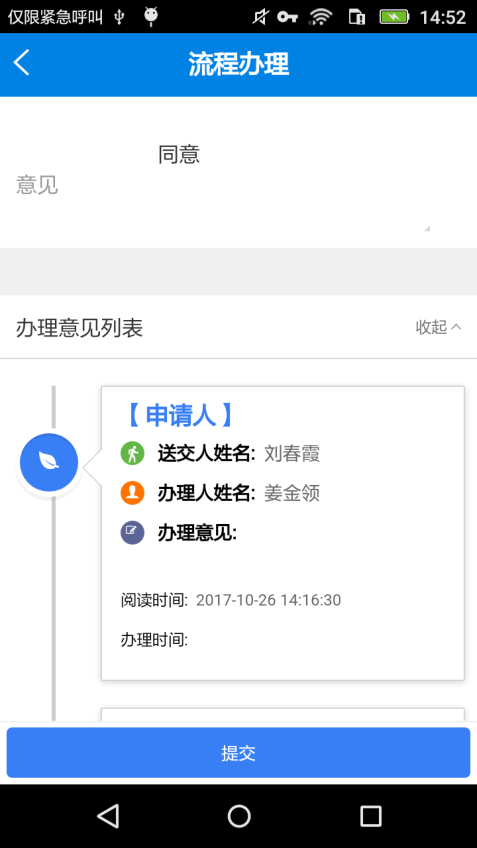 仅限紧急呼叫 14:52
流程办理
同意
意见
办理意见列表 收起
【 申请人 】
送交人姓名: 刘春霞
办理人姓名: 姜金领
办理意见:
阅读时间: 2017-10-26 14:16:30
办理时间:
提交